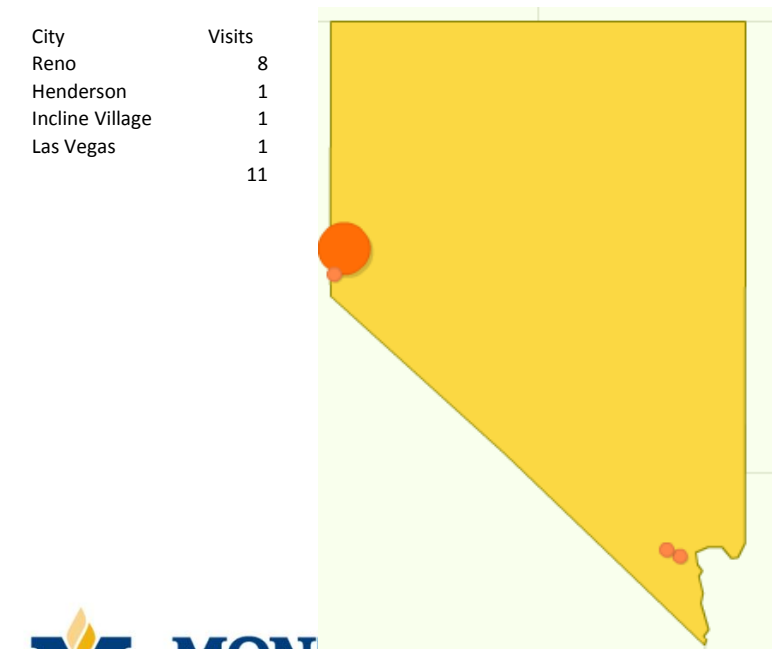 City Visits
Reno 8
Henderson 1
Incline Village 1
Las Vegas 1
11